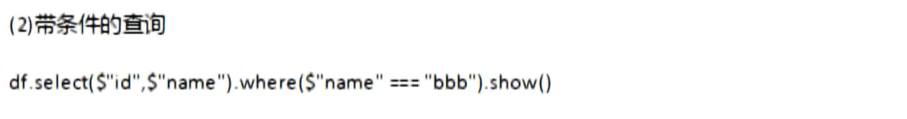 (2)带条件的查询
df.select($"id",$"name").where($"name" === "bbb").show()